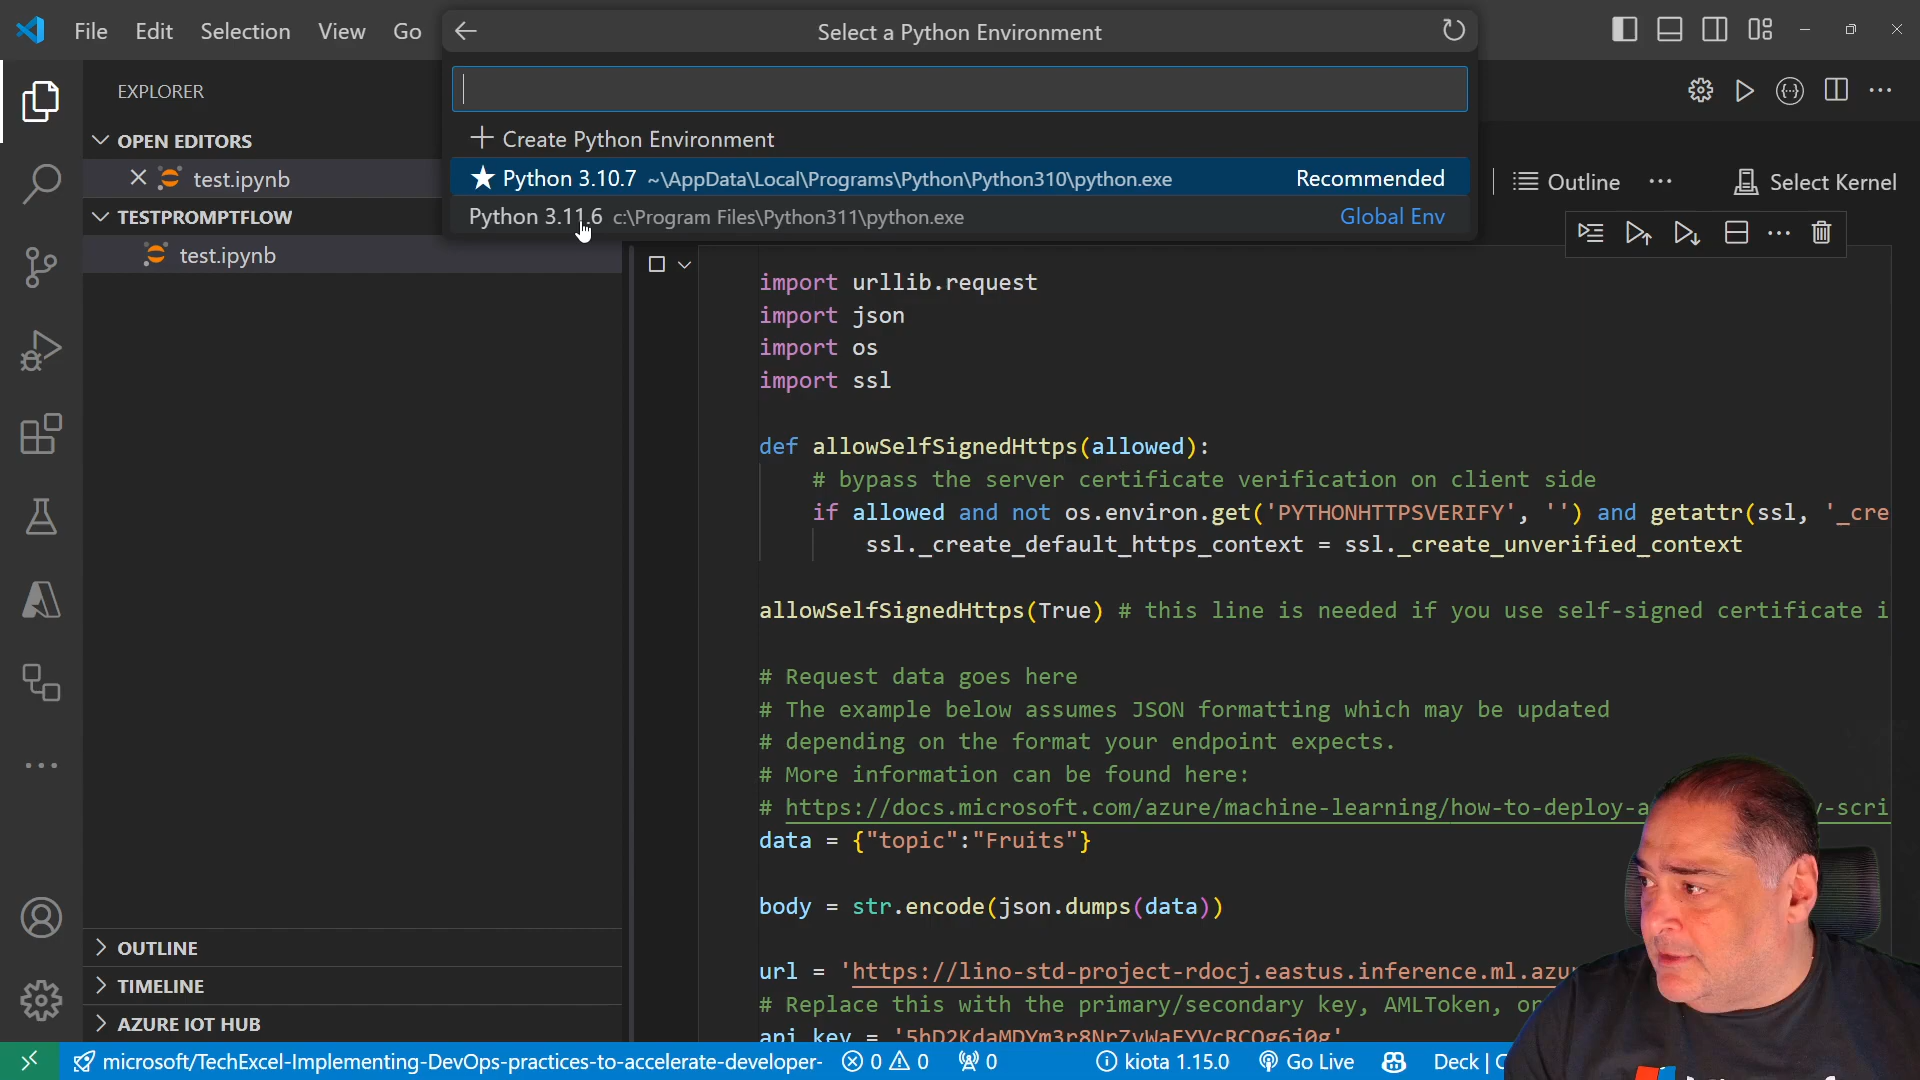 File Edit Selection View Go
Select a Python Environment
EXPLORER
OPEN EDITORS
test.ipynb
TESTPROMPTFLOW
test.ipynb
Create Python Environment
Python 3.10.7 ~\AppData\Local\Programs\Python\Python310\python.exe Recommended
Python 3.11.6 c:\Program Files\Python311\python.exe Global Env
Outline
Select Kernel
import urllib.request
import json
import os
import ssl
def allowSelfSignedHttps(allowed):
# bypass the server certificate verification on client side
if allowed and not os.environ.get('PYTHONHTTPSVERIFY', '') and getattr(ssl, '_cre
ssl._create_default_https_context = ssl._create_unverified_context
allowSelfSignedHttps(True) # this line is needed if you use self-signed certificate i
# Request data goes here
# The example below assumes JSON formatting which may be updated
# depending on the format your endpoint expects.
# More information can be found here:
# https://docs.microsoft.com/azure/machine-learning/how-to-deploy-a
data = {"topic":"Fruits"}
body = str.encode(json.dumps(data))
url = 'https://lino-std-project-rdocj.eastus.inference.ml.azu
# Replace this with the primary/secondary key, AMLToken, or
OUTLINE
TIMELINE
AZURE IOT HUB
microsoft/TechExcel-Implementing-DevOps-practices-to-accelerate-developer- 0 0 0 kiota 1.15.0 Go Live Deck |